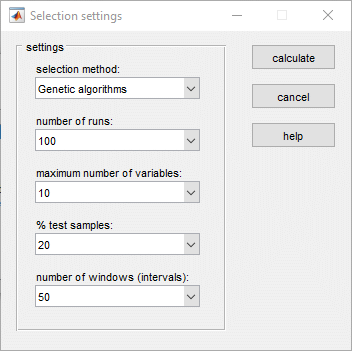 Selection settings
settings
selection method:
Genetic algorithms
number of runs:
100
maximum number of variables:
10
% test samples:
20
number of windows (intervals):
50
calculate
cancel
help